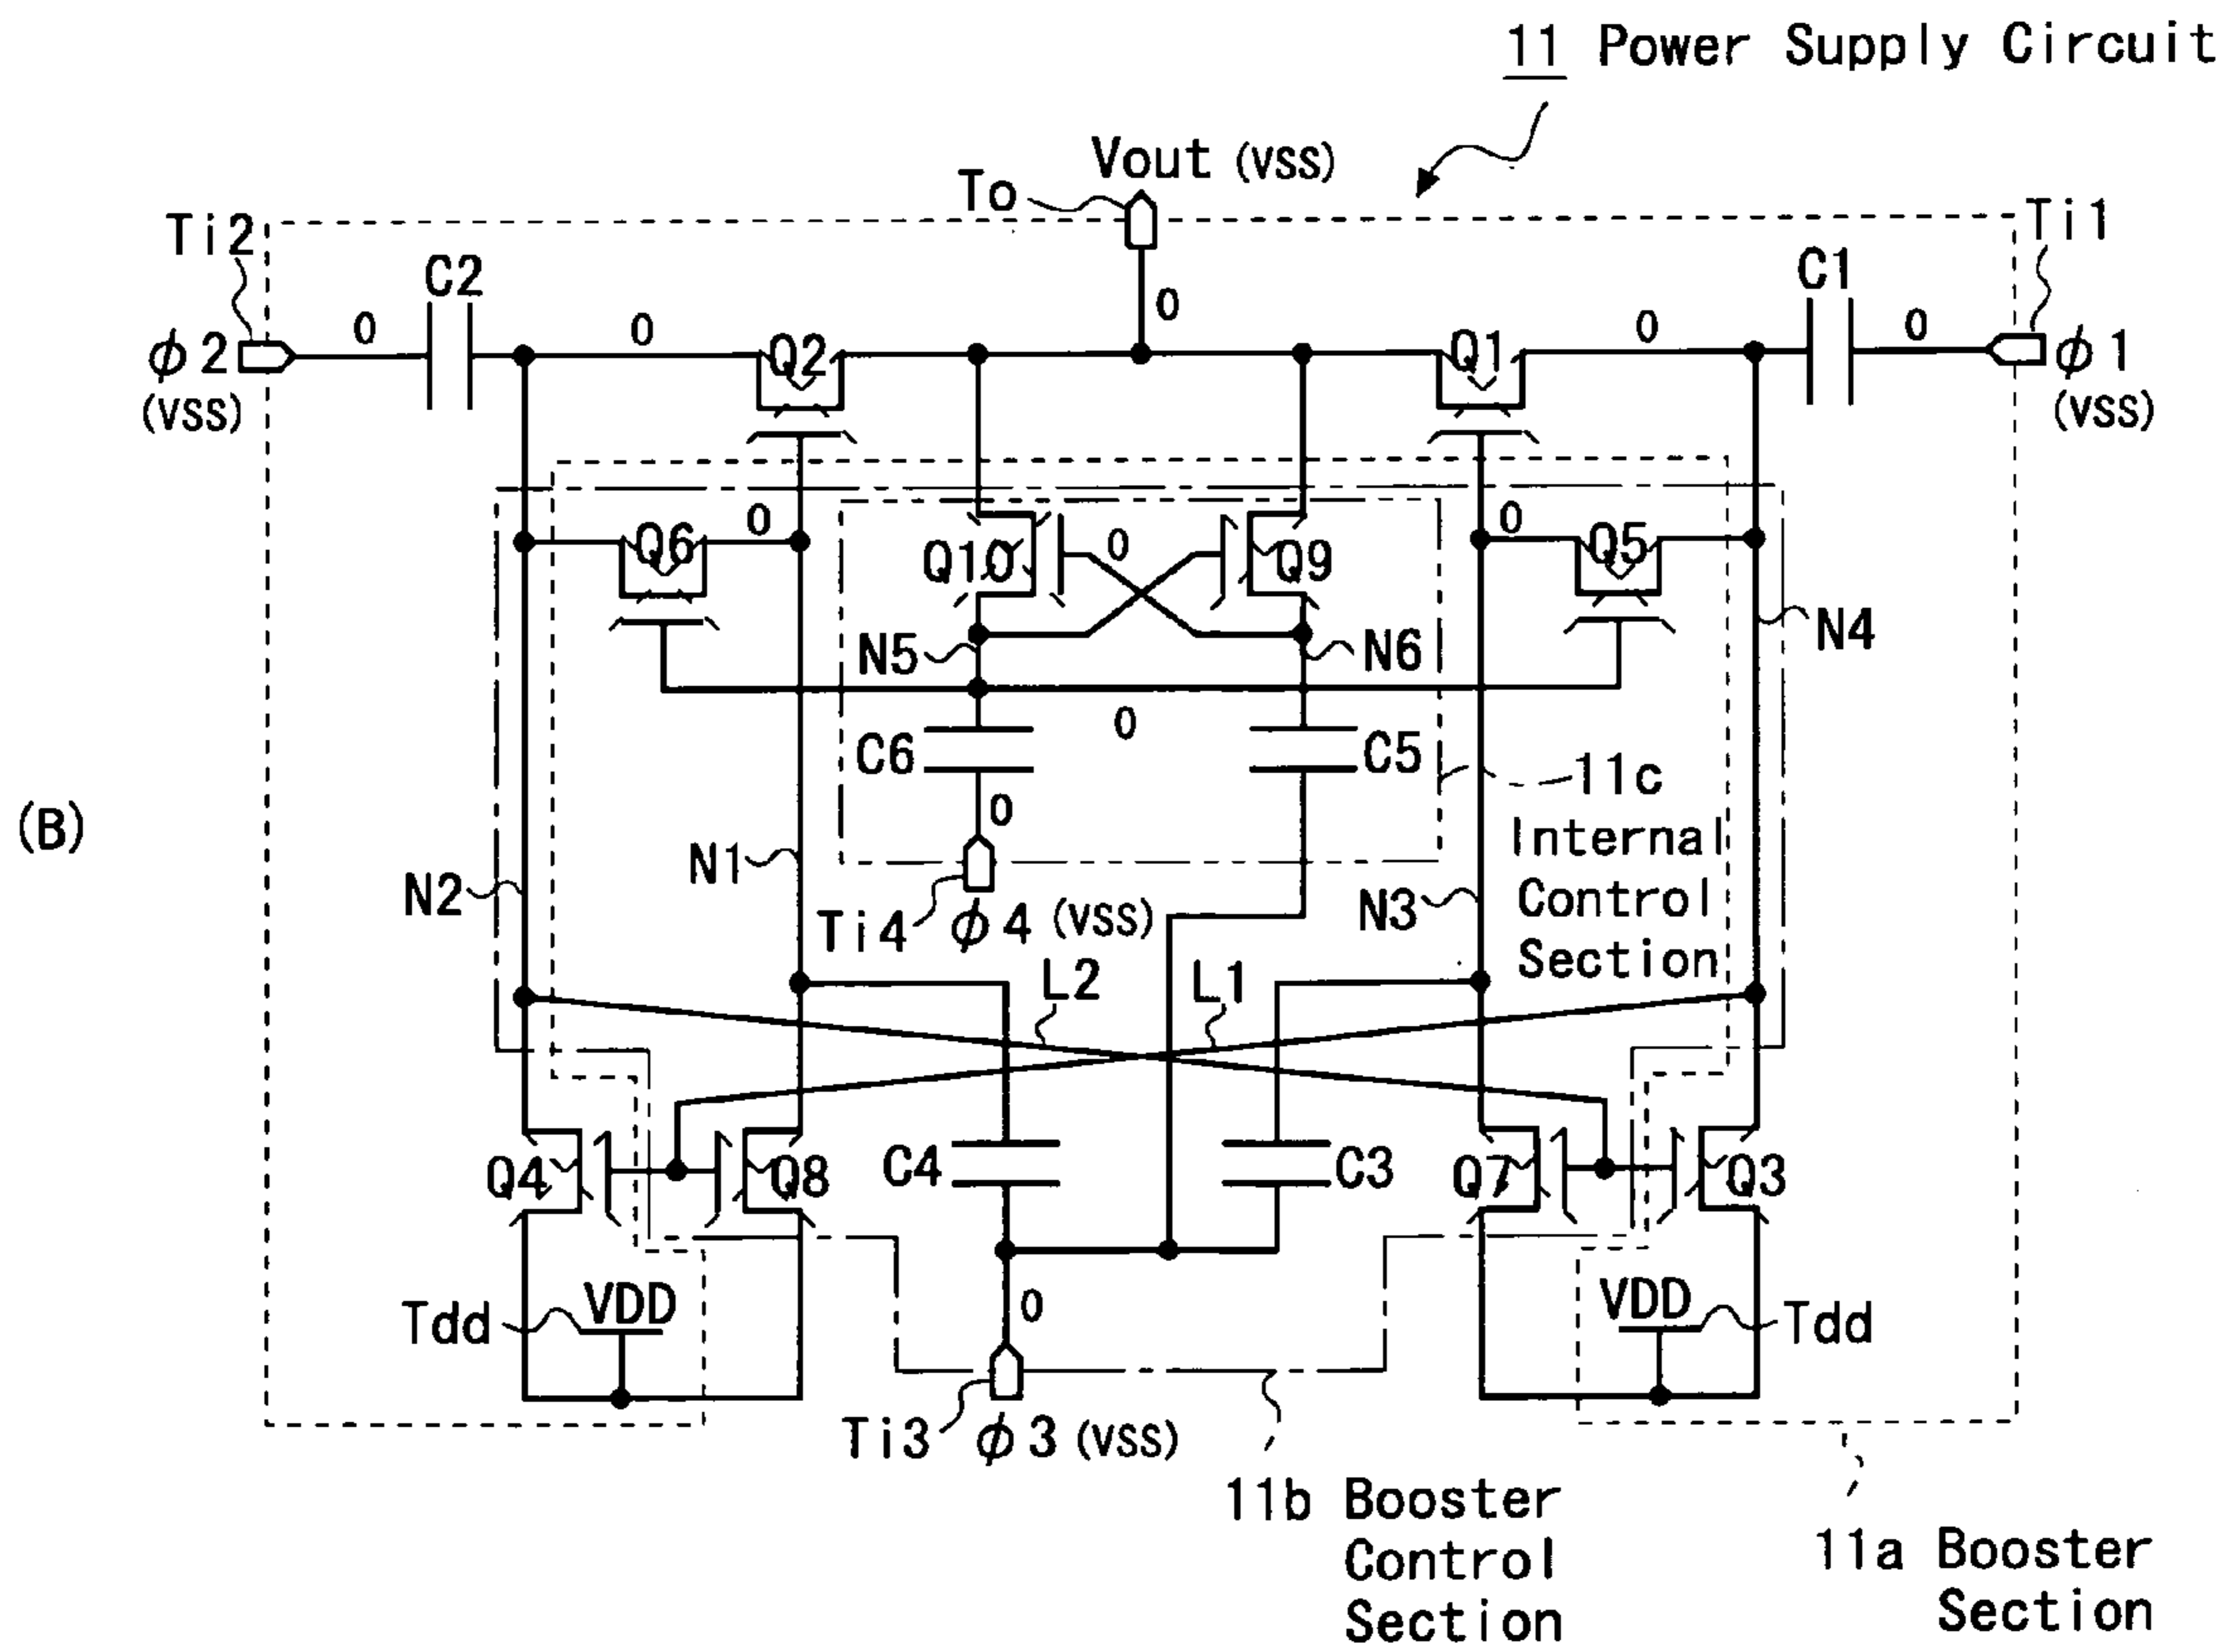 11 Power Supply Circuit
Vout (VSS)
To
Ti2
Ti1
C2
C1
0
0
0
0
0
Q2
Q1
φ2
(VSS)
φ1
(VSS)
Q6
0
Q10
0
Q9
0
Q5
N5
N6
N4
C6
0
C5
11c
Internal
Control
Section
(B)
0
N1
N2
N3
Ti4
φ4 (VSS)
L2
L1
Q4
Q8
C4
C3
Q7
Q3
Tdd
VDD
0
VDD
Tdd
Ti3
φ3 (VSS)
11b Booster
Control
Section
11a Booster
Section